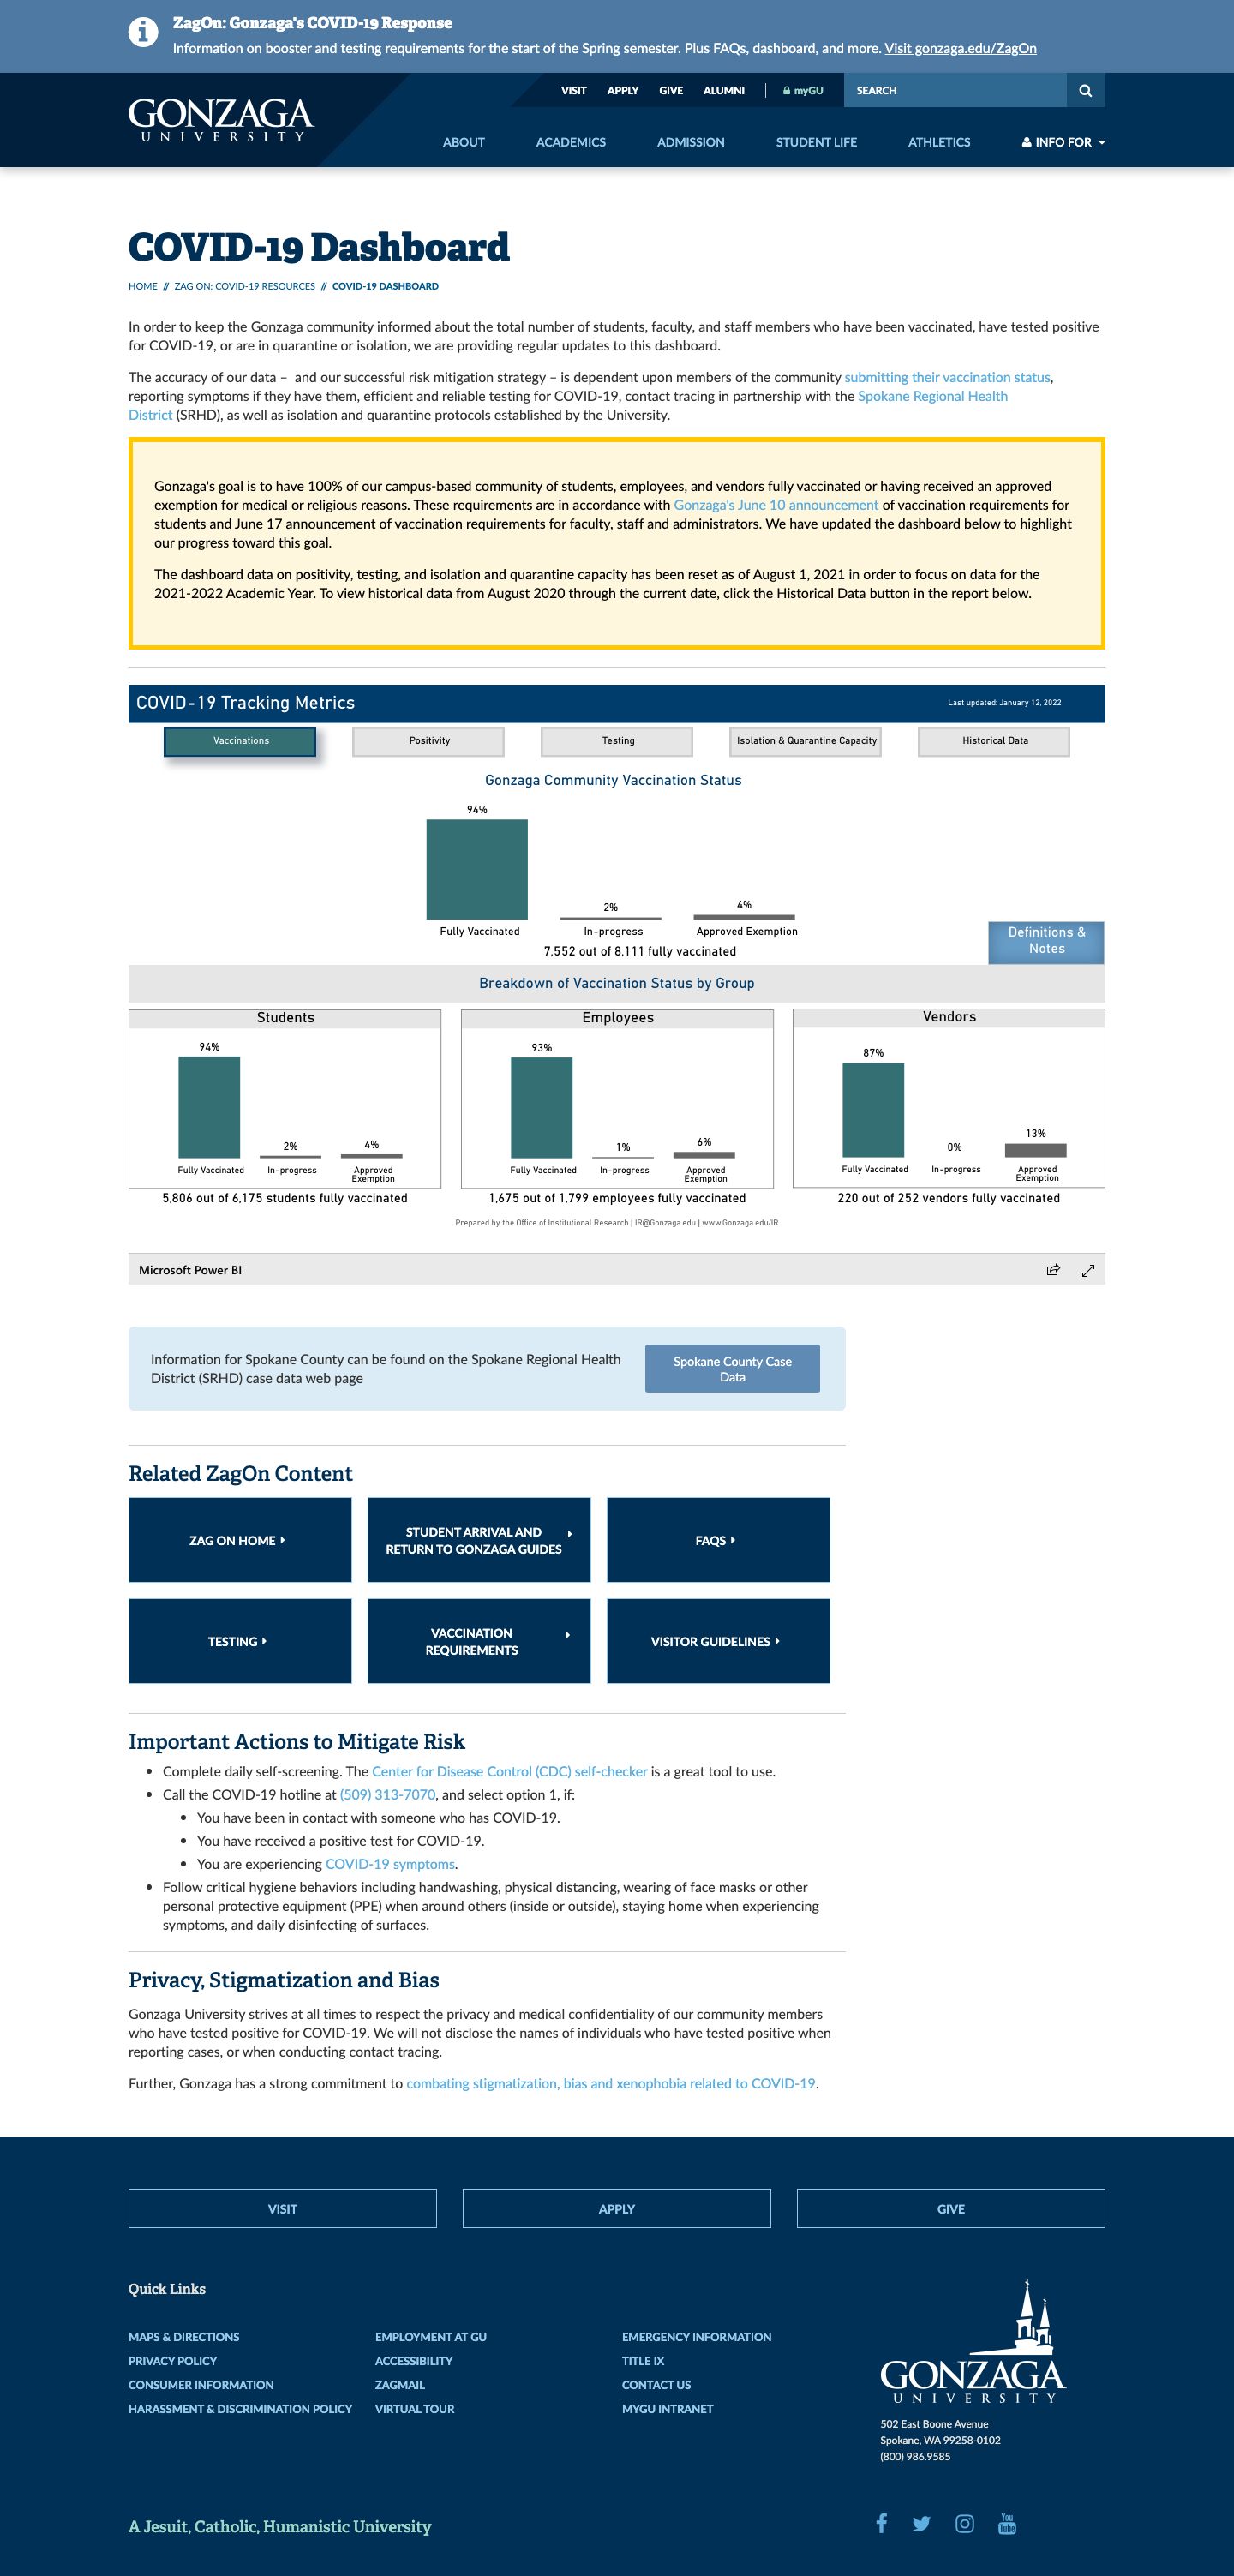 ZagOn: Gonzaga's COVID-19 Response
Information on booster and testing requirements for the start of the Spring semester. Plus FAQs, dashboard, and more. Visit gonzaga.edu/ZagOn
GONZAGA
UNIVERSITY
VISIT APPLY GIVE ALUMNI myGU SEARCH
ABOUT ACADEMICS ADMISSION STUDENT LIFE ATHLETICS INFO FOR
COVID-19 Dashboard
HOME // ZAG ON: COVID-19 RESOURCES // COVID-19 DASHBOARD
In order to keep the Gonzaga community informed about the total number of students, faculty, and staff members who have been vaccinated, have tested positive
for COVID-19, or are in quarantine or isolation, we are providing regular updates to this dashboard.
The accuracy of our data – and our successful risk mitigation strategy – is dependent upon members of the community submitting their vaccination status,
reporting symptoms if they have them, efficient and reliable testing for COVID-19, contact tracing in partnership with the Spokane Regional Health
District (SRHD), as well as isolation and quarantine protocols established by the University.
Gonzaga's goal is to have 100% of our campus-based community of students, employees, and vendors fully vaccinated or having received an approved
exemption for medical or religious reasons. These requirements are in accordance with Gonzaga's June 10 announcement of vaccination requirements for
students and June 17 announcement of vaccination requirements for faculty, staff and administrators. We have updated the dashboard below to highlight
our progress toward this goal.
The dashboard data on positivity, testing, and isolation and quarantine capacity has been reset as of August 1, 2021 in order to focus on data for the
2021-2022 Academic Year. To view historical data from August 2020 through the current date, click the Historical Data button in the report below.
COVID-19 Tracking Metrics Last updated: January 12, 2022
Vaccinations Positivity Testing Isolation & Quarantine Capacity Historical Data
Gonzaga Community Vaccination Status
94%
2% 4%
Fully Vaccinated In-progress Approved Exemption
7,552 out of 8,111 fully vaccinated
Definitions &
Notes
Breakdown of Vaccination Status by Group
Students
94%
2% 4%
Fully Vaccinated In-progress Approved
Exemption
5,806 out of 6,175 students fully vaccinated
Employees
93%
1% 6%
Fully Vaccinated In-progress Approved
Exemption
1,675 out of 1,799 employees fully vaccinated
Vendors
87%
0% 13%
Fully Vaccinated In-progress Approved
Exemption
220 out of 252 vendors fully vaccinated
Prepared by the Office of Institutional Research | IR@Gonzaga.edu | www.Gonzaga.edu/IR
Microsoft Power BI
Information for Spokane County can be found on the Spokane Regional Health
District (SRHD) case data web page
Spokane County Case
Data
Related ZagOn Content
ZAG ON HOME
STUDENT ARRIVAL AND
RETURN TO GONZAGA GUIDES
FAQS
TESTING
VACCINATION
REQUIREMENTS
VISITOR GUIDELINES
Important Actions to Mitigate Risk
• Complete daily self-screening. The Center for Disease Control (CDC) self-checker is a great tool to use.
• Call the COVID-19 hotline at (509) 313-7070, and select option 1, if:
• You have been in contact with someone who has COVID-19.
• You have received a positive test for COVID-19.
• You are experiencing COVID-19 symptoms.
• Follow critical hygiene behaviors including handwashing, physical distancing, wearing of face masks or other
personal protective equipment (PPE) when around others (inside or outside), staying home when experiencing
symptoms, and daily disinfecting of surfaces.
Privacy, Stigmatization and Bias
Gonzaga University strives at all times to respect the privacy and medical confidentiality of our community members
who have tested positive for COVID-19. We will not disclose the names of individuals who have tested positive when
reporting cases, or when conducting contact tracing.
Further, Gonzaga has a strong commitment to combating stigmatization, bias and xenophobia related to COVID-19.
VISIT APPLY GIVE
Quick Links
MAPS & DIRECTIONS
PRIVACY POLICY
CONSUMER INFORMATION
HARASSMENT & DISCRIMINATION POLICY
EMPLOYMENT AT GU
ACCESSIBILITY
ZAGMAIL
VIRTUAL TOUR
EMERGENCY INFORMATION
TITLE IX
CONTACT US
MYGU INTRANET
GONZAGA
UNIVERSITY
502 East Boone Avenue
Spokane, WA 99258-0102
(800) 986.9585
A Jesuit, Catholic, Humanistic University
You
Tube